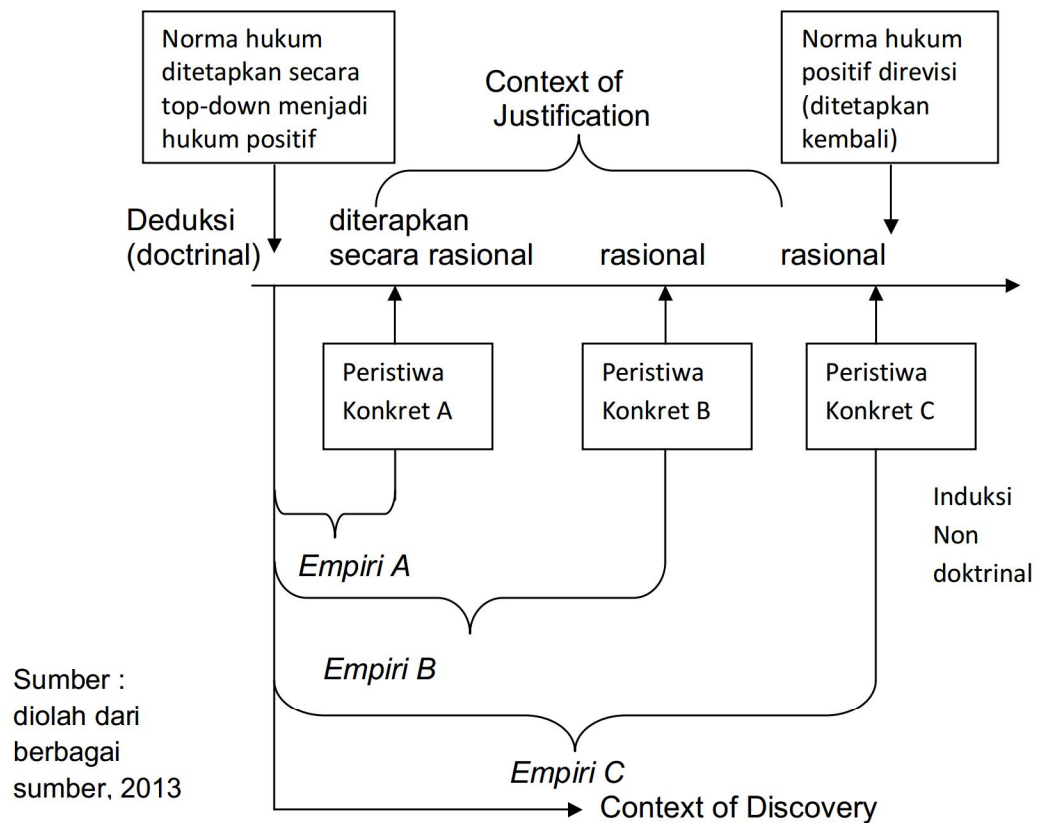 Norma hukum
ditetapkan secara
top-down menjadi
hukum positif
Context of
Justification
Norma hukum
positif direvisi
(ditetapkan
kembali)
Deduksi
(doctrinal)
diterapkan
secara rasional
rasional
rasional
Peristiwa
Konkret A
Peristiwa
Konkret B
Peristiwa
Konkret C
Induksi
Non
doktrinal
Empiri A
Empiri B
Empiri C
Sumber :
diolah dari
berbagai
sumber, 2013
Context of Discovery